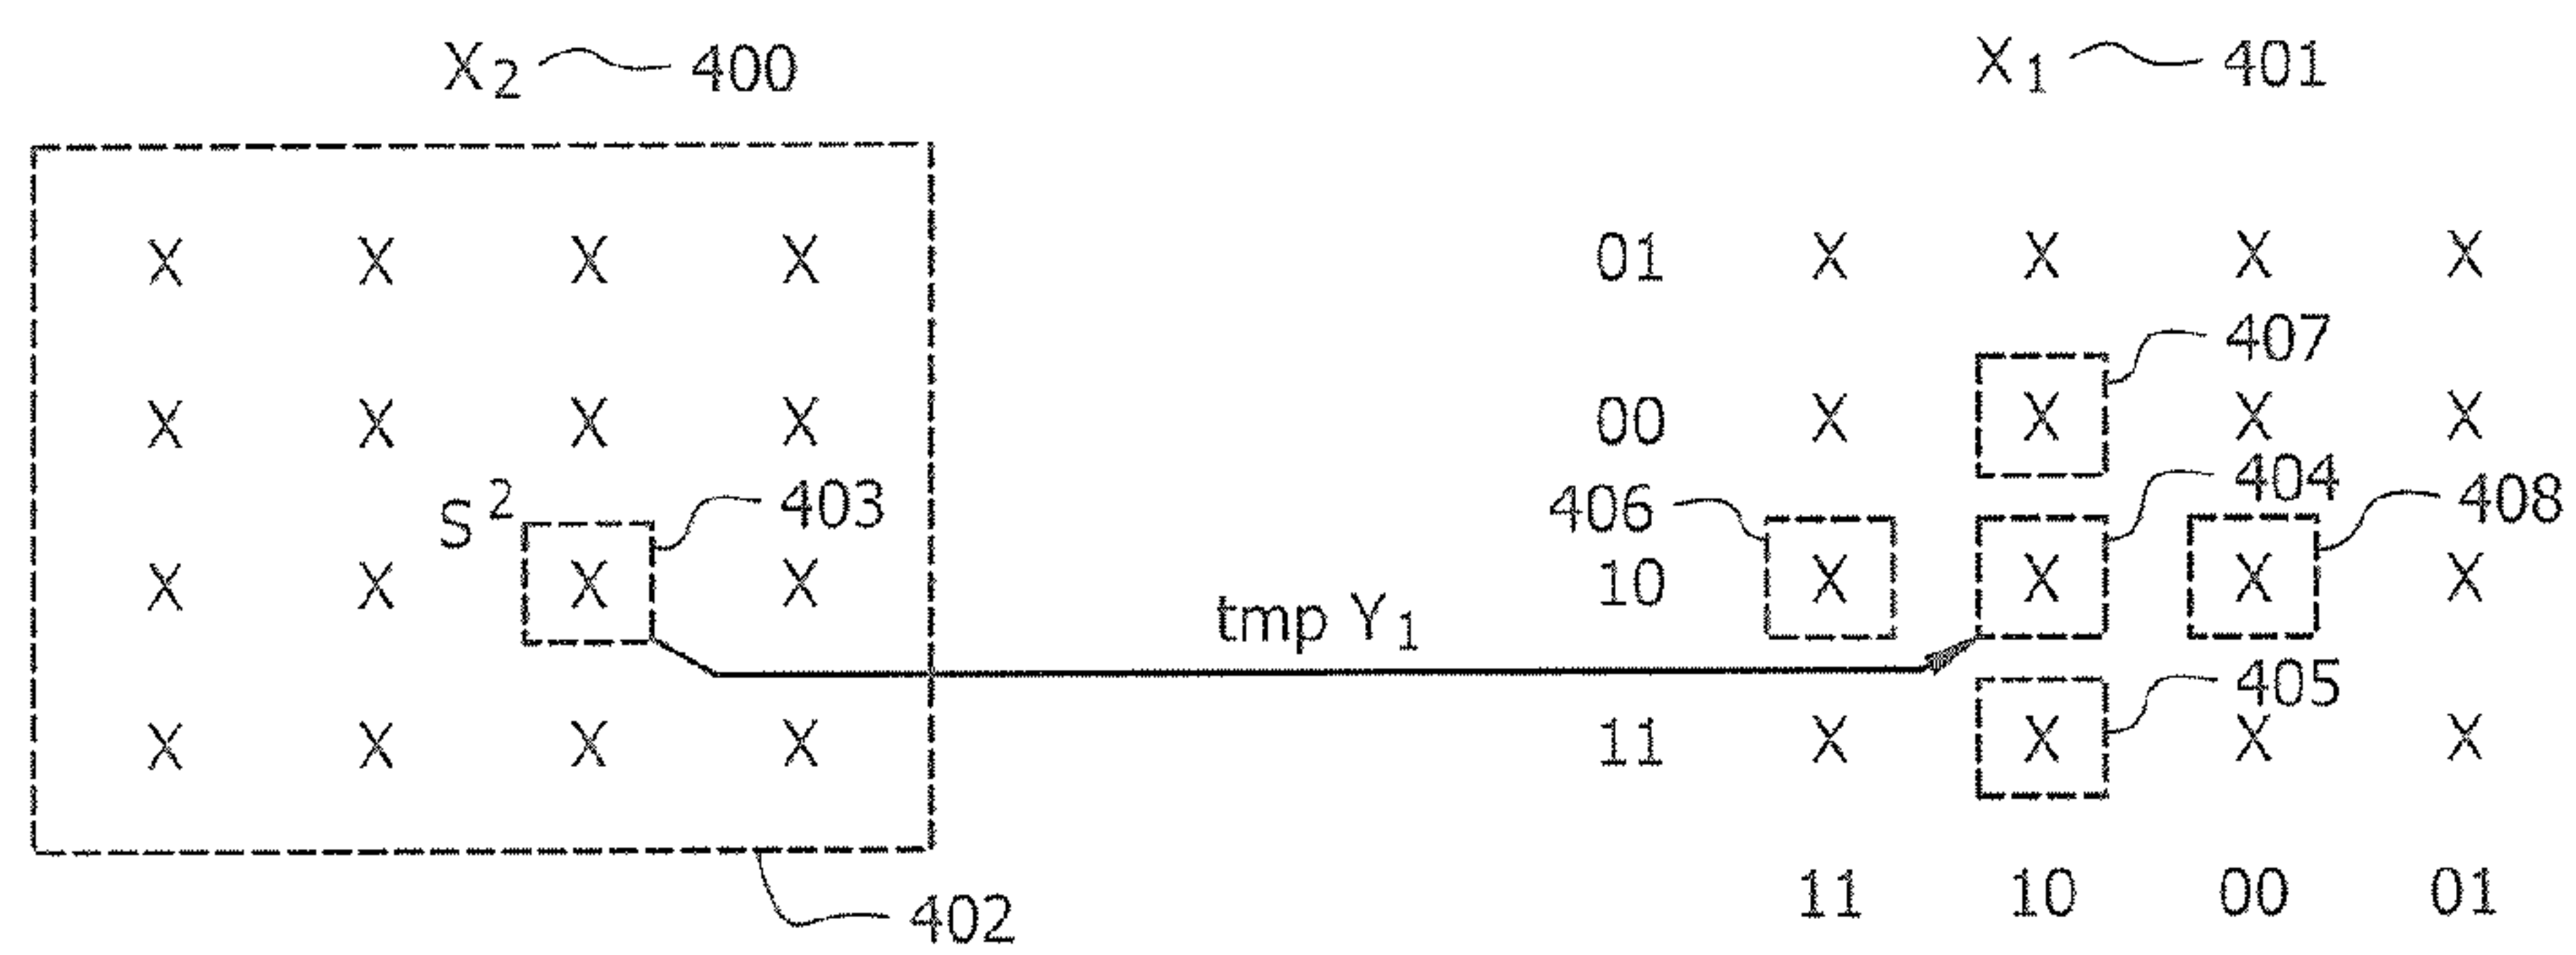 X2 400 X1 401
X X X X 01 X X X X
407
X X X X 00 X X X X
S2 403 406 404 408
X X X X 10 X X X X
tmp Y1
405
X X X X 11 X X X X
402 11 10 00 01